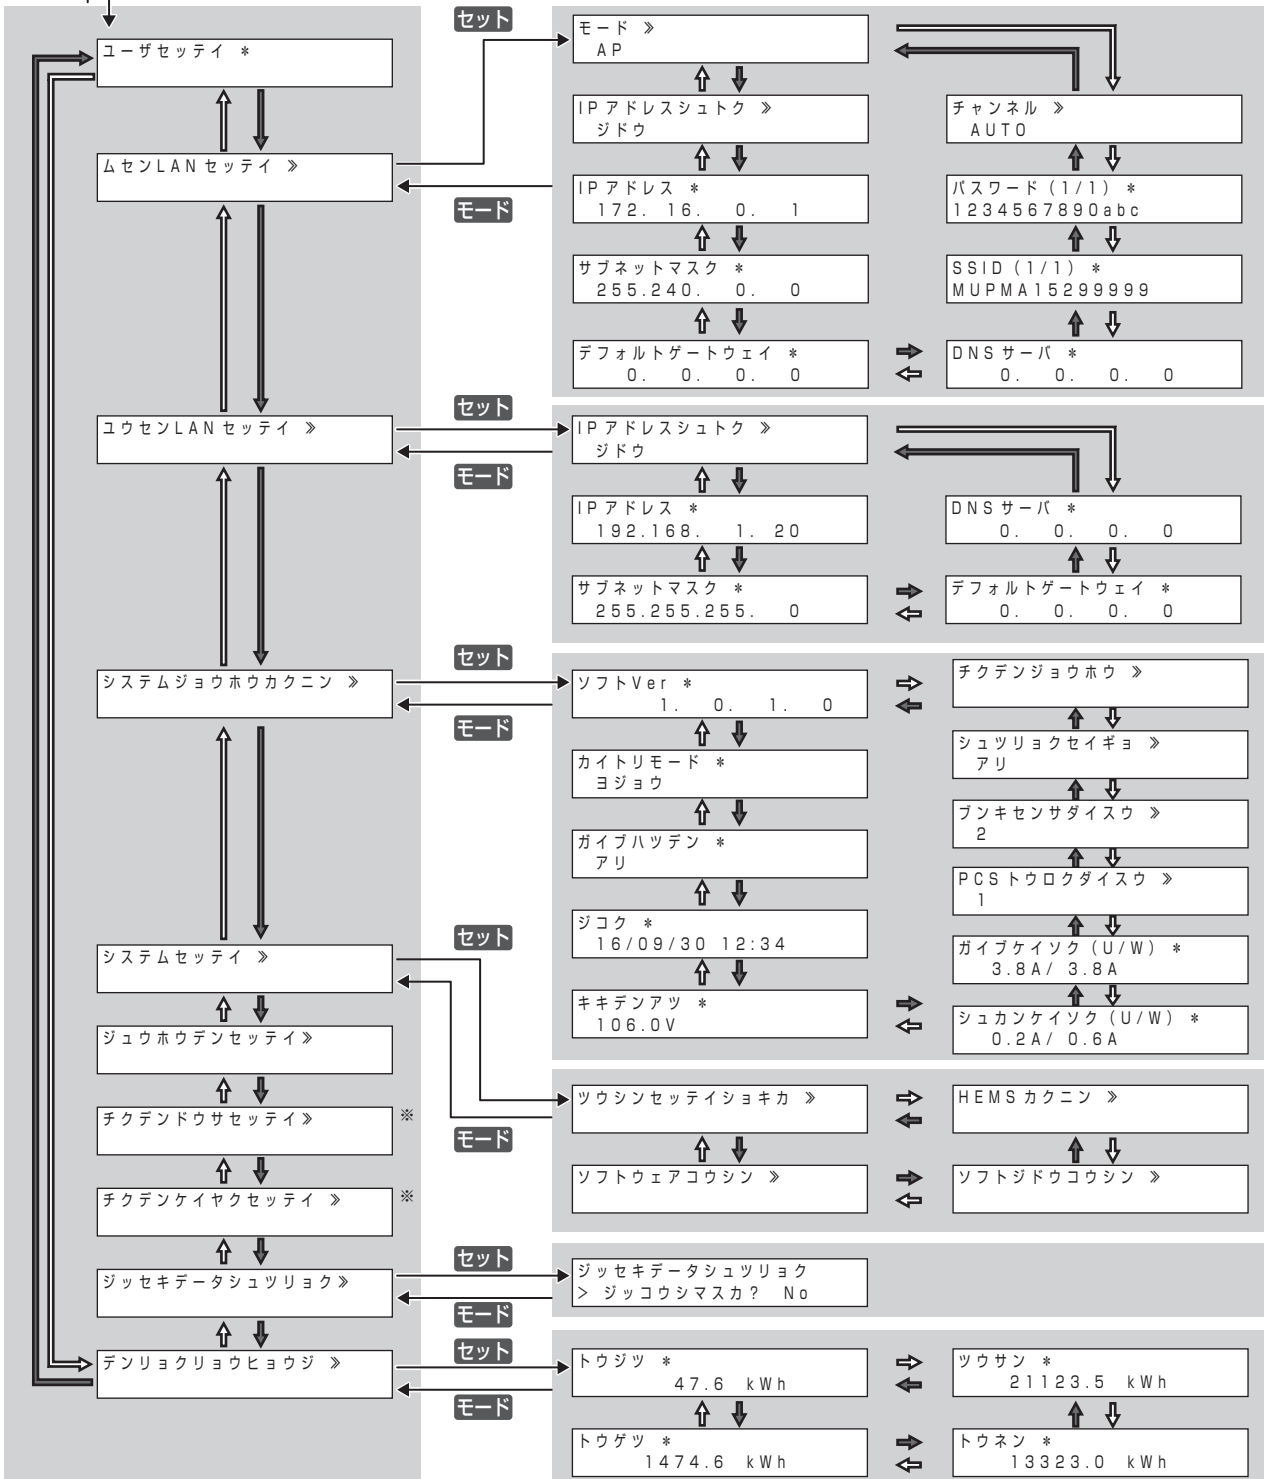 ユーザセッテイ *
ムセンLANセッテイ 》
ユウセンLANセッテイ 》
システムジョウホウカクニン 》
システムセッテイ 》
ジュウホウデンセッテイ》
チクデンドウサセッテイ》
※
チクデンケイヤクセッテイ 》
※
ジッセキデータシュツリョク》
デンリョクリョウヒョウジ 》
セット
モード
モード 》
AP
IPアドレスシュトク 》
ジドウ
IPアドレス *
172. 16. 0. 1
サブネットマスク *
255.240. 0. 0
デフォルトゲートウェイ *
0. 0. 0. 0
チャンネル 》
AUTO
パスワード(1/1) *
1234567890abc
SSID(1/1) *
MUPMA15299999
DNSサーバ *
0. 0. 0. 0
セット
モード
IPアドレスシュトク 》
ジドウ
IPアドレス *
192.168. 1. 20
サブネットマスク *
255.255.255. 0
DNSサーバ *
0. 0. 0. 0
デフォルトゲートウェイ *
0. 0. 0. 0
セット
モード
ソフトVer *
1. 0. 1. 0
カイトリモード *
ヨジョウ
ガイブハツデン *
アリ
ジコク *
16/09/30 12:34
キキデンアツ *
106.0V
チクデンジョウホウ 》
シュツリョクセイギョ 》
アリ
ブンキセンサダイスウ 》
2
PCSトウロクダイスウ 》
1
ガイブケイソク(U/W) *
3.8A/ 3.8A
シュカンケイソク(U/W) *
0.2A/ 0.6A
セット
モード
ツウシンセッテイショキカ 》
ソフトウェアコウシン 》
HEMSカクニン 》
ソフトジドウコウシン 》
セット
モード
ジッセキデータシュツリョク
> ジッコウシマスカ? No
セット
モード
トウジツ *
47.6 kWh
トウゲツ *
1474.6 kWh
ツウサン *
21123.5 kWh
トウネン *
13323.0 kWh